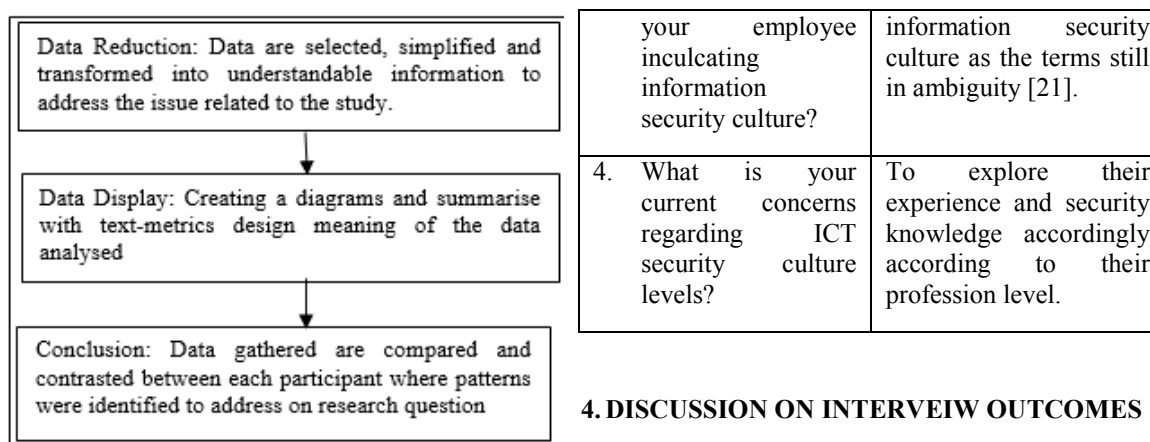 Data Reduction: Data are selected, simplified and
transformed into understandable information to
address the issue related to the study.
Data Display: Creating a diagrams and summarise
with text-metrics design meaning of the data
analysed
Conclusion: Data gathered are compared and
contrasted between each participant where patterns
were identified to address on research question
your employee
inculcating
information
security culture?
information security
culture as the terms still
in ambiguity [21].
4. What is your
current concerns
regarding ICT
security culture
levels?
To explore their
experience and security
knowledge accordingly
according to their
profession level.
4. DISCUSSION ON INTERVEIW OUTCOMES